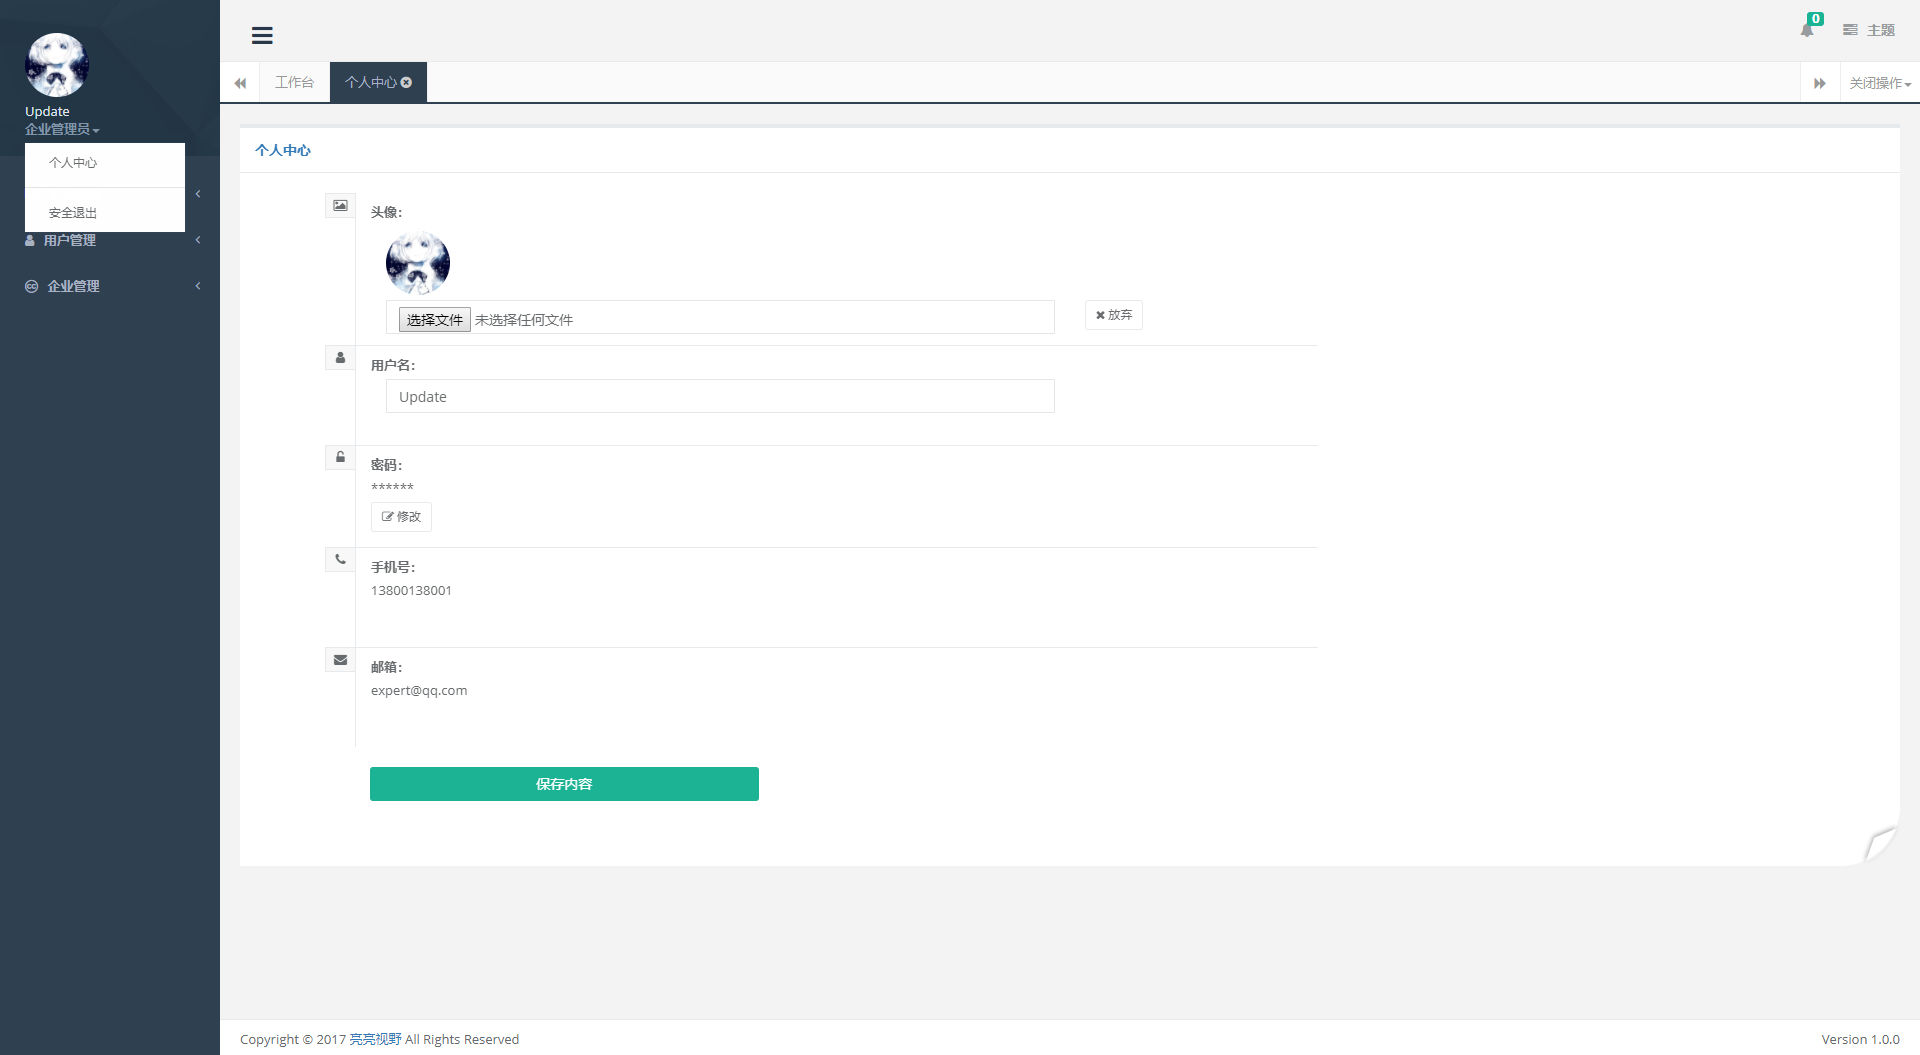 Update
企业管理员
个人中心
安全退出
用户管理
企业管理
0
主题
工作台
个人中心
关闭操作
个人中心
头像:
选择文件 未选择任何文件
放弃
用户名:
Update
密码:
******
修改
手机号:
13800138001
邮箱:
expert@qq.com
保存内容
Copyright © 2017 亮亮视野 All Rights Reserved
Version 1.0.0